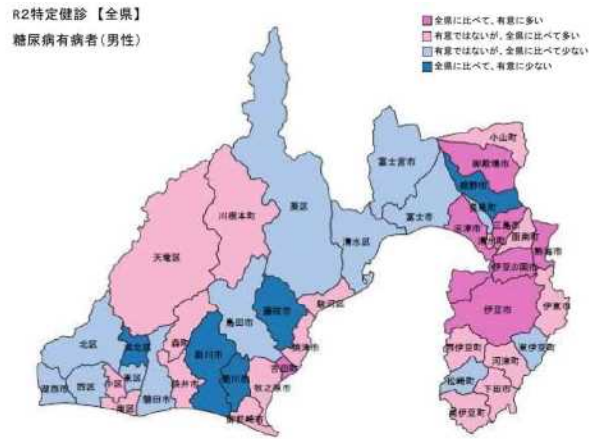 R2特定健診【全県】
糖尿病有病者(男性)
全県に比べて、有意に多い
有意ではないが、全県に比べて多い
有意ではないが、全県に比べて少ない
全県に比べて、有意に少ない
小山町
御殿場市
富士宮市
裾野市
長泉町
葵区
川根本町
富士市
沼津市
三島市
清水町
函南町
熱海市
清水区
天竜区
伊豆の国市
伊豆市
伊東市
駿河区
藤枝市
島田市
焼津市
森町
北区
浜北区
掛川市
西伊豆町
東伊豆町
吉田町
河津町
菊川市
湖西市
西区
中区
東区
磐田市
袋井市
牧之原市
松崎町
下田市
南区
御前崎市
南伊豆町